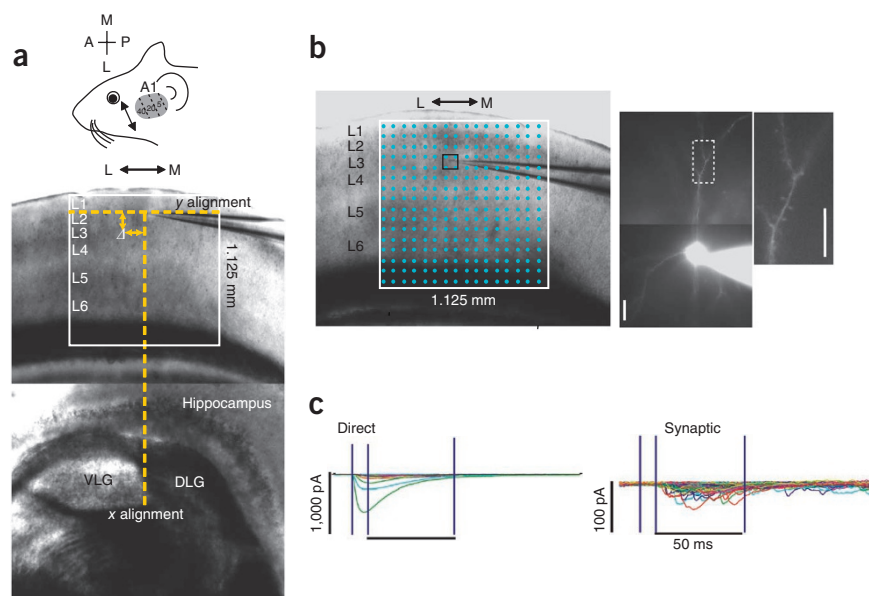 a
M
A P
L
A1
L M
L1
y alignment
L2
L3
L4
L5
L6
1.125 mm
Hippocampus
VLG
DLG
x alignment
b
L M
L1
L2
L3
L4
L5
L6
1.125 mm
c
Direct
1,000 pA
Synaptic
100 pA
50 ms